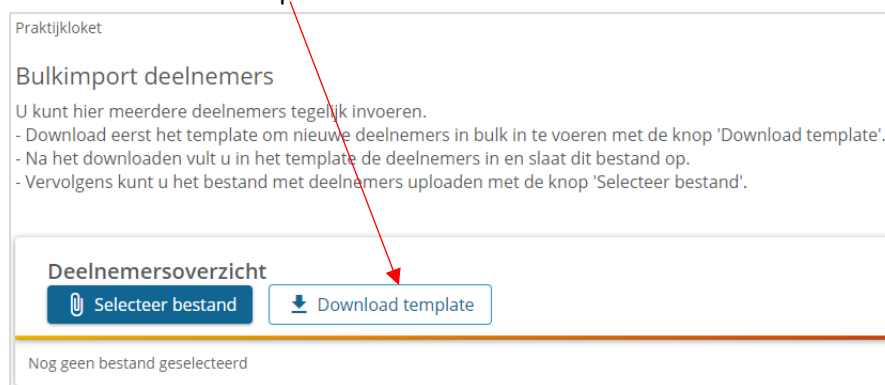 Praktijkloket
Bulkimport deelnemers
U kunt hier meerdere deelnemers tegelijk invoeren.
- Download eerst het template om nieuwe deelnemers in bulk in te voeren met de knop 'Download template'.
- Na het downloaden vult u in het template de deelnemers in en slaat dit bestand op.
- Vervolgens kunt u het bestand met deelnemers uploaden met de knop 'Selecteer bestand'.
Deelnemersoverzicht
Selecteer bestand Download template
Nog geen bestand geselecteerd